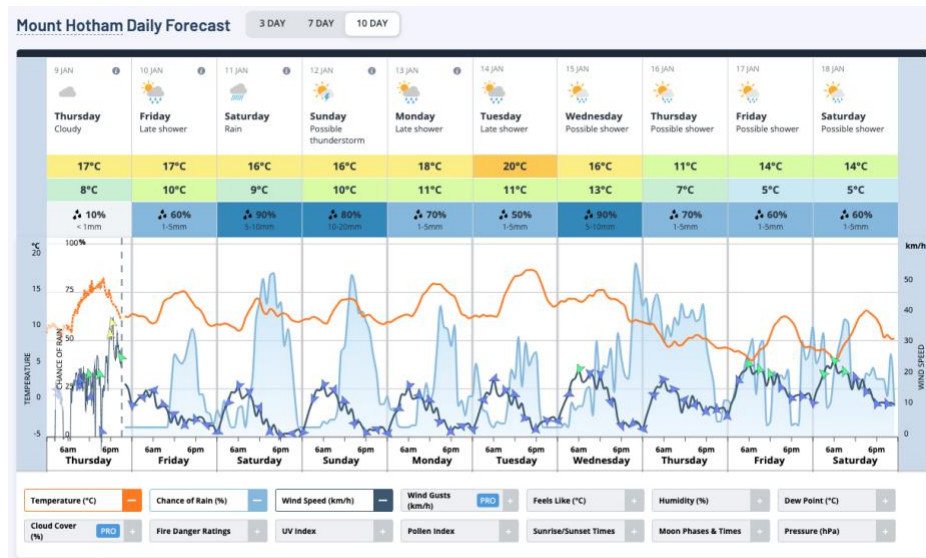 Mount Hotham Daily Forecast
3 DAY 7 DAY 10 DAY
9 JAN 10 JAN 11 JAN 12 JAN 13 JAN 14 JAN 15 JAN 16 JAN 17 JAN 18 JAN
Thursday Friday Saturday Sunday Monday Tuesday Wednesday Thursday Friday Saturday
Cloudy Late shower Rain Possible Late shower Late shower Possible shower Possible shower Possible shower Possible shower
thunderstorm
17°C 17°C 16°C 16°C 18°C 20°C 16°C 11°C 14°C 14°C
8°C 10°C 9°C 10°C 11°C 11°C 13°C 7°C 5°C 5°C
10% 60% 90% 80% 70% 50% 90% 70% 60% 60%
< 1mm 1-5mm 5-10mm 10-20mm 1-5mm 1-5mm 5-10mm 1-5mm 1-5mm 1-5mm
°C 100% km/h
20
50
15 75
40
10
50 30
5
20
0 25
10
-5 0 0
TEMPERATURE
CHANCE OF RAIN
WIND SPEED
6am 6pm 6am 6pm 6am 6pm 6am 6pm 6am 6pm 6am 6pm 6am 6pm 6am 6pm 6am 6pm 6am 6pm
Thursday Friday Saturday Sunday Monday Tuesday Wednesday Thursday Friday Saturday
Temperature (°C) Chance of Rain (%) Wind Speed (km/h) Wind Gusts (km/h) PRO Feels Like (°C) Humidity (%) Dew Point (°C)
Cloud Cover (%) PRO Fire Danger Ratings UV Index Pollen Index Sunrise/Sunset Times Moon Phases & Times Pressure (hPa)